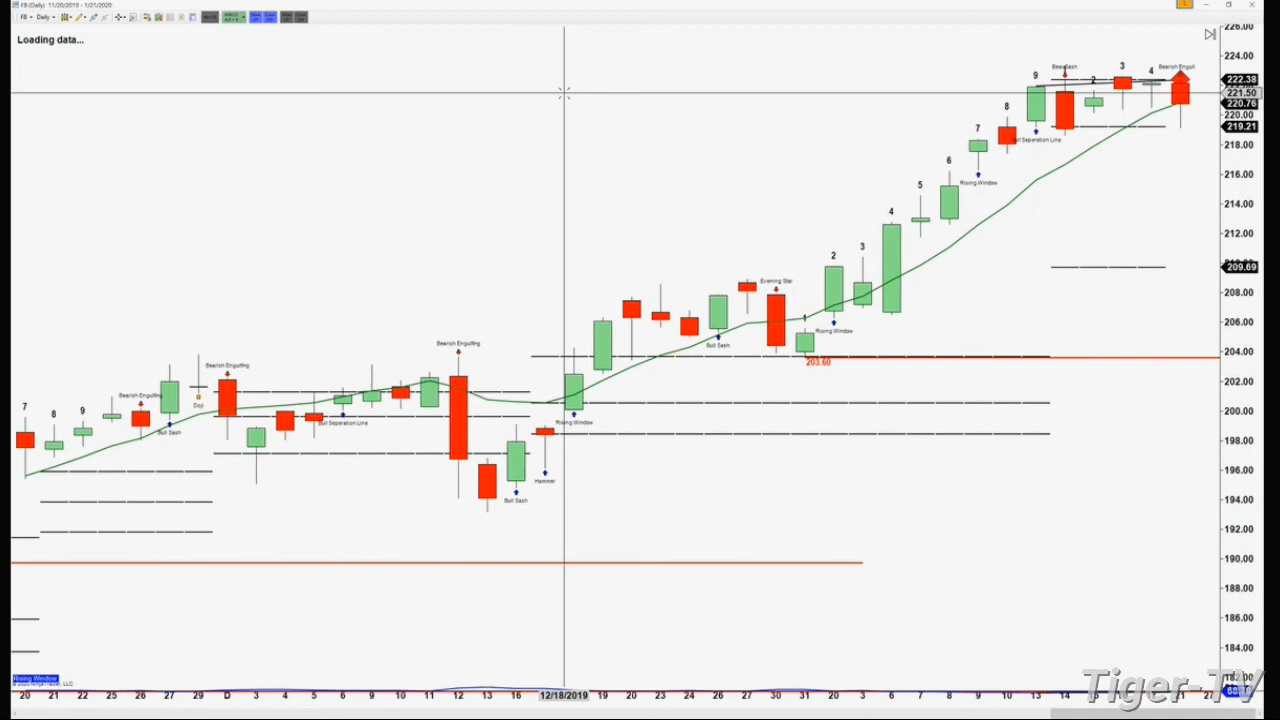 FB (Daily) 11/20/2019 - 1/21/2020
FB Daily
Loading data...
226.00
224.00
222.38
221.50
220.76
220.00
219.21
218.00
216.00
214.00
212.00
209.69
208.00
206.00
204.00
202.00
200.00
198.00
196.00
194.00
192.00
190.00
188.00
186.00
184.00
182.00
7 8 9
Bearish Engulfing
Bull Sash
Doji
Bearish Engulfing
Bull Seperation Line
Bearish Engulfing
Bull Sash
Hammer
Rising Window
Bull Sash
Evening Star
1
203.60
2
Rising Window
3
4
5
6
7
Rising Window
8
9
Bull Seperation Line
2
3
4
Bearish Engulf
Rising Window
20 21 22 25 26 27 29 D 3 4 5 6 9 10 11 12 13 16 12/18/2019 19 20 23 24 26 27 30 31 20 3 6 7 8 9 10 13 14 21 27
Tiger-TV